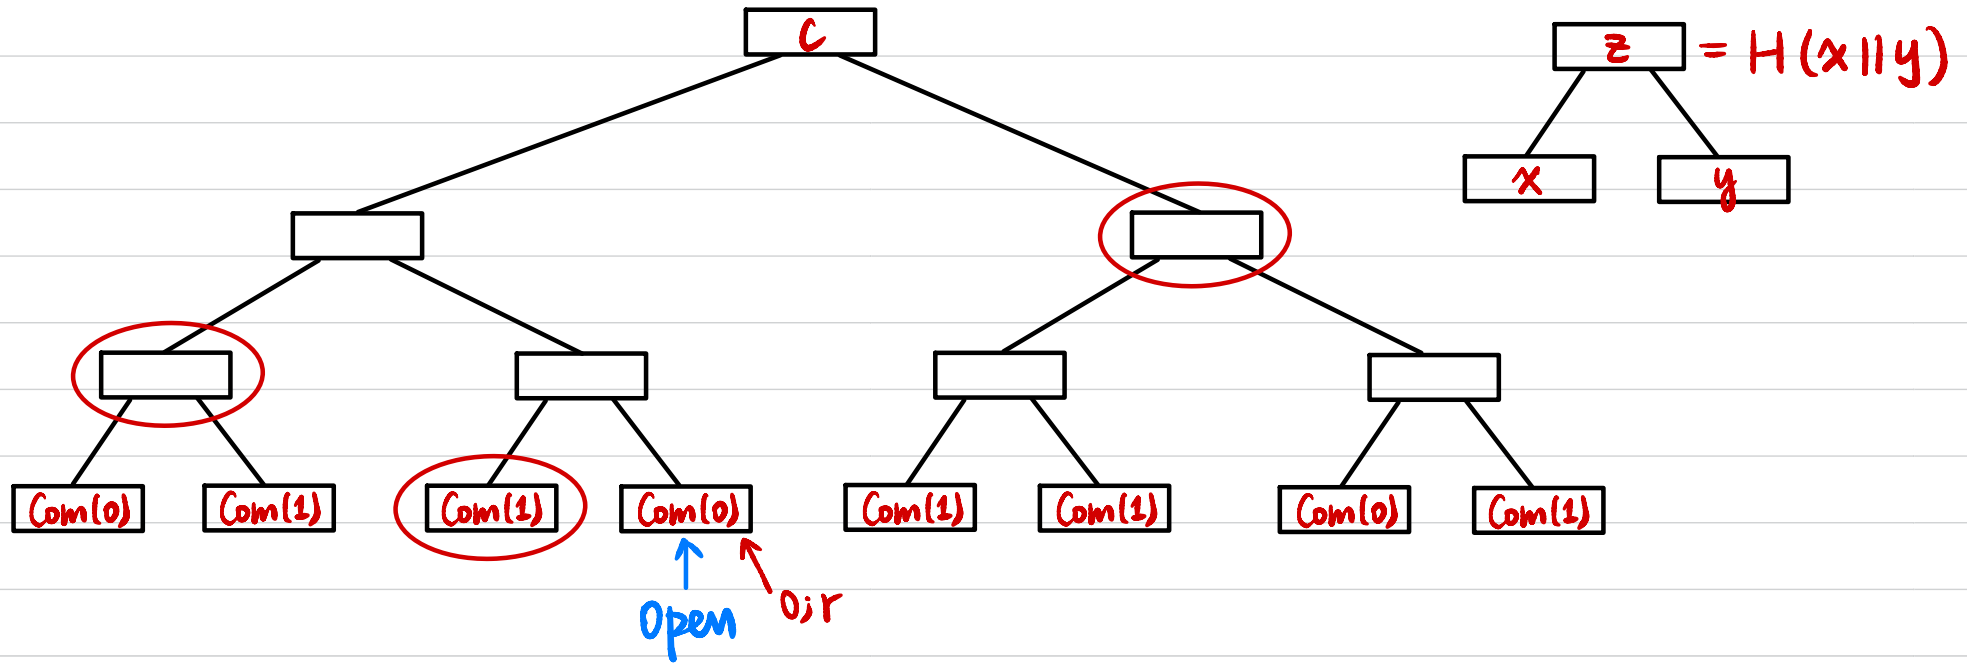 C
z = H(x||y)
x y
Com(0) Com(1) Com(1) Com(0) Com(1) Com(1) Com(0) Com(1)
open 0;r